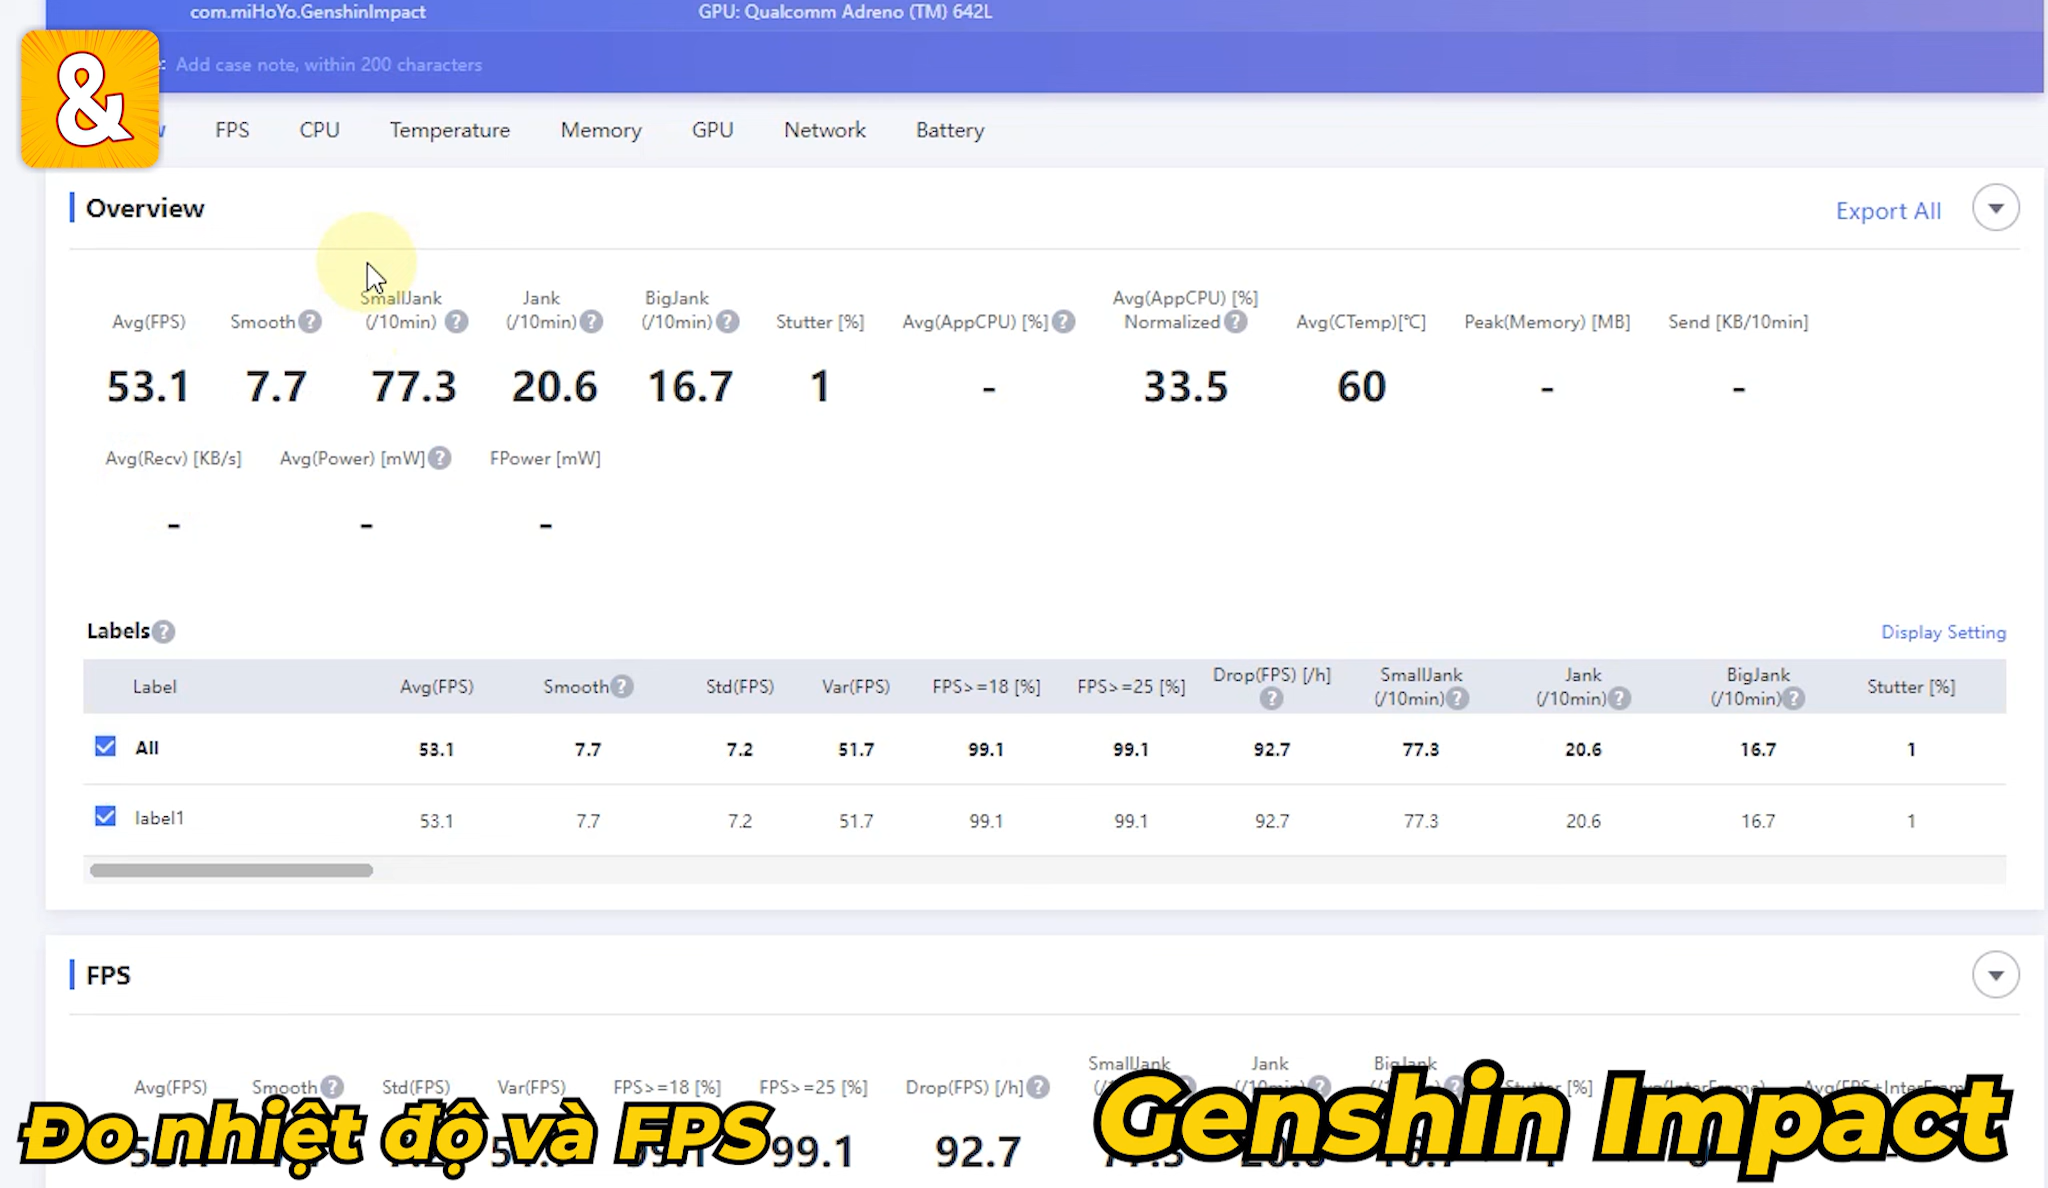 com.miHoYo.GenshinImpact GPU: Qualcomm Adreno (TM) 642L
: Add case note, within 200 characters
&
w FPS CPU Temperature Memory GPU Network Battery
Overview Export All
Avg(FPS) Smooth? SmallJank (/10min)? Jank (/10min)? BigJank (/10min)? Stutter [%] Avg(AppCPU) [%]? Avg(AppCPU) [%] Normalized? Avg(CTemp)[℃] Peak(Memory) [MB] Send [KB/10min]
53.1 7.7 77.3 20.6 16.7 1 - 33.5 60 - -
Avg(Recv) [KB/s] Avg(Power) [mW]? FPower [mW]
- - -
Labels? Display Setting
Label Avg(FPS) Smooth? Std(FPS) Var(FPS) FPS>=18 [%] FPS>=25 [%] Drop(FPS) [/h]? SmallJank (/10min)? Jank (/10min)? BigJank (/10min)? Stutter [%]
All 53.1 7.7 7.2 51.7 99.1 99.1 92.7 77.3 20.6 16.7 1
label1 53.1 7.7 7.2 51.7 99.1 99.1 92.7 77.3 20.6 16.7 1
FPS
Avg(FPS) Smooth? Std(FPS) Var(FPS) FPS>=18 [%] FPS>=25 [%] Drop(FPS) [/h]? SmallJank Jank BigJank
99.1 92.7
Đo nhiệt độ và FPS
Genshin Impact